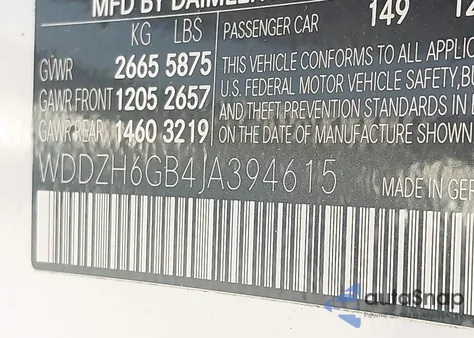 MFD BY DAIMLER
KG LBS
PASSENGER CAR 149
GVWR 2665 5875
GAWR FRONT 1205 2657
GAWR REAR 1460 3219
THIS VEHICLE CONFORMS TO ALL APPLIC
U.S. FEDERAL MOTOR VEHICLE SAFETY, B
AND THEFT PREVENTION STANDARDS IN
ON THE DATE OF MANUFACTURE SHOWN
WDDZH6GB4JA394615
MADE IN GER
autoSnap